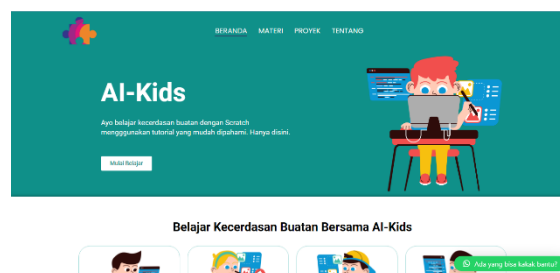 BERANDA MATERI PROYEK TENTANG
AI-Kids
Ayo belajar kecerdasan buatan dengan Scratch
mengggunakan tutorial yang mudah dipahami. Hanya disini.
Mulai Belajar
Belajar Kecerdasan Buatan Bersama AI-Kids
Ada yang bisa kakak bantu?